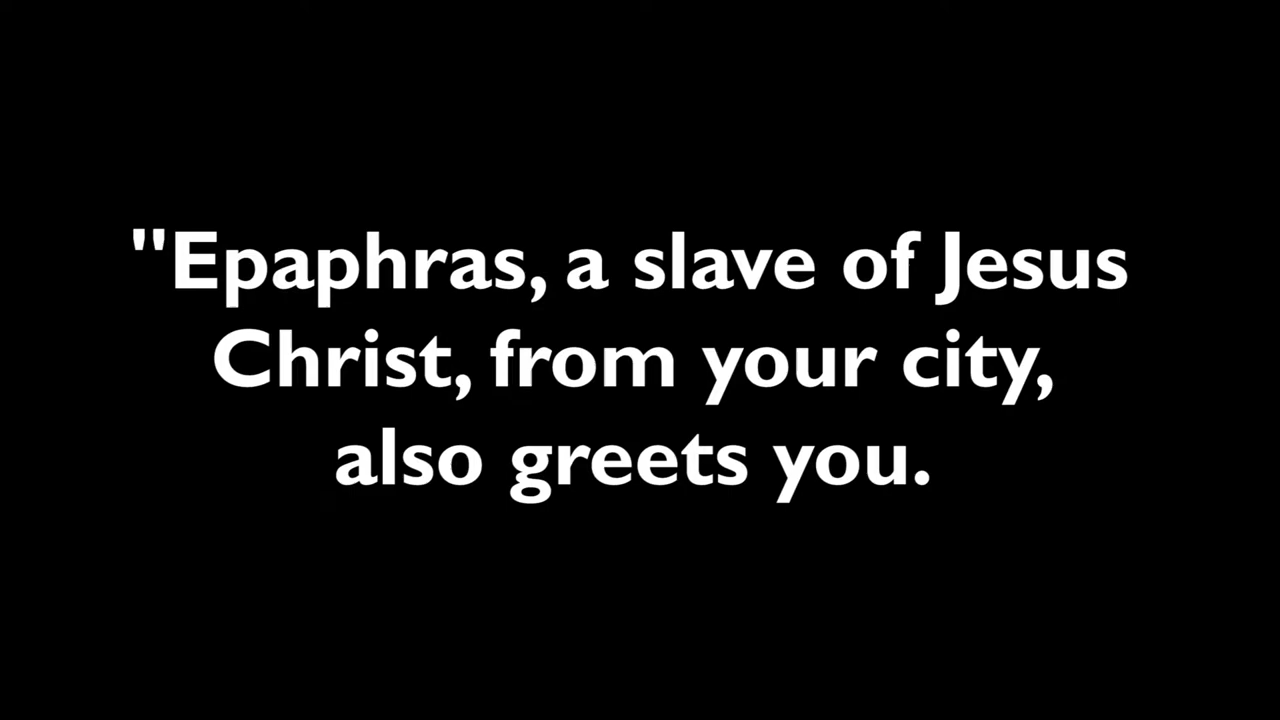 "Epaphras, a slave of Jesus
Christ, from your city,
also greets you.